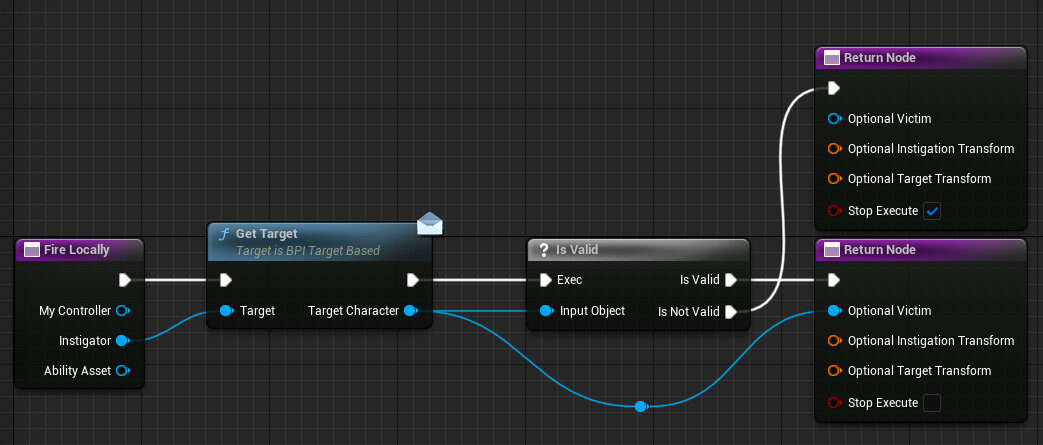 Return Node
Optional Victim
Optional Instigation Transform
Optional Target Transform
Stop Execute
Fire Locally
My Controller
Instigator
Ability Asset
f Get Target
Target is BPI Target Based
Target Target Character
? Is Valid
Exec Is Valid
Input Object Is Not Valid
Return Node
Optional Victim
Optional Instigation Transform
Optional Target Transform
Stop Execute